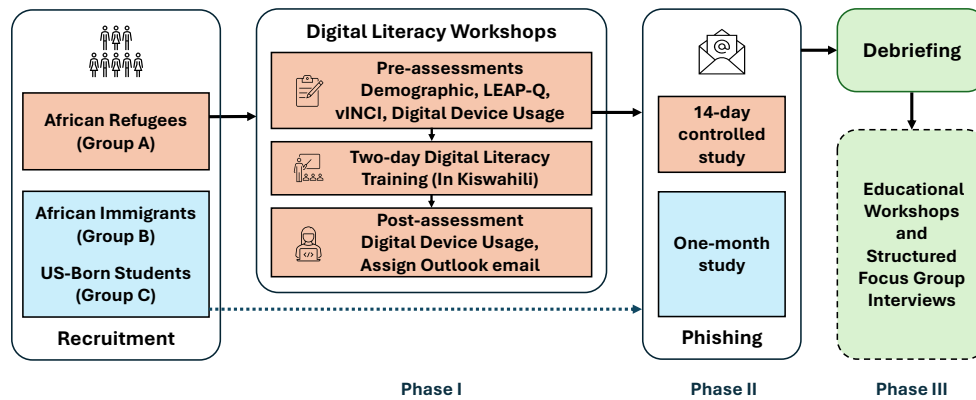 African Refugees
(Group A)
African Immigrants
(Group B)
US-Born Students
(Group C)
Recruitment
Digital Literacy Workshops
Pre-assessments
Demographic, LEAP-Q,
vINCI, Digital Device Usage
Two-day Digital Literacy
Training (In Kiswahili)
Post-assessment
Digital Device Usage,
Assign Outlook email
14-day
controlled
study
One-month
study
Phishing
Debriefing
Educational
Workshops
and
Structured
Focus Group
Interviews
Phase I
Phase II
Phase III